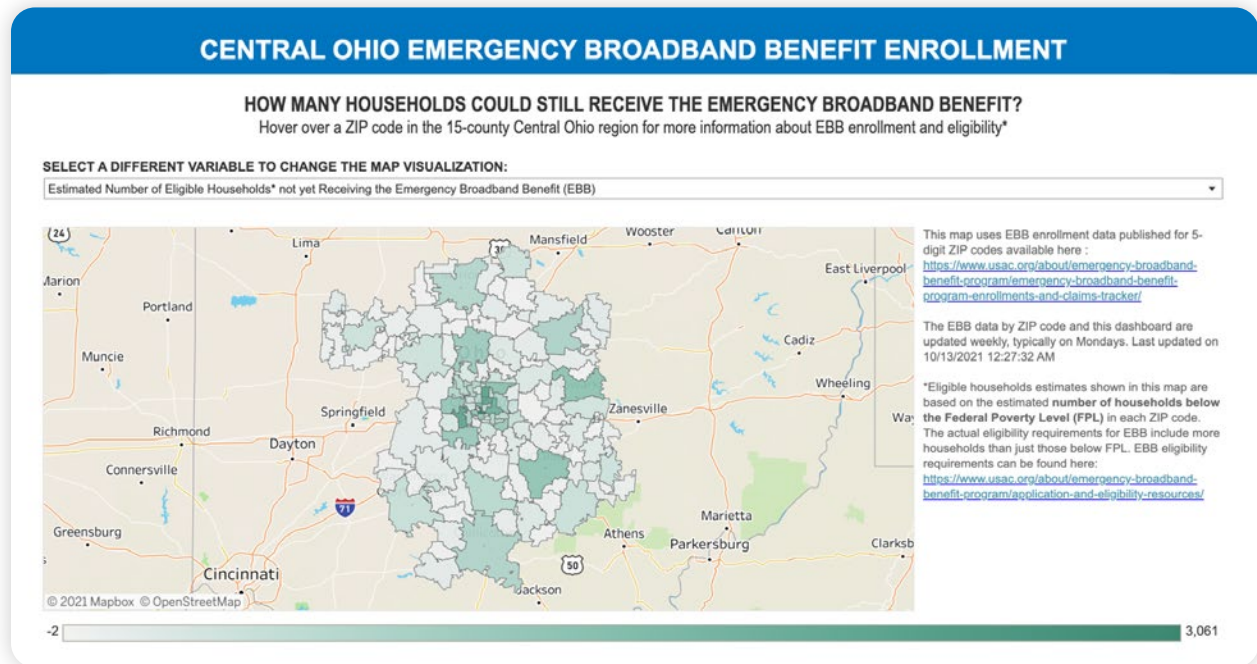 CENTRAL OHIO EMERGENCY BROADBAND BENEFIT ENROLLMENT
HOW MANY HOUSEHOLDS COULD STILL RECEIVE THE EMERGENCY BROADBAND BENEFIT?
Hover over a ZIP code in the 15-county Central Ohio region for more information about EBB enrollment and eligibility*
SELECT A DIFFERENT VARIABLE TO CHANGE THE MAP VISUALIZATION:
Estimated Number of Eligible Households* not yet Receiving the Emergency Broadband Benefit (EBB)
24
Lima
Mansfield
Wooster
Canton
Marion
East Liverpool
Portland
Ohio
Muncie
Cadiz
Wheeling
Springfield
Zanesville
Richmond
Dayton
Connersville
71
Marietta
Greensburg
Athens
Parkersburg
Clarksb
50
Cincinnati
Jackson
© 2021 Mapbox © OpenStreetMap
This map uses EBB enrollment data published for 5-
digit ZIP codes available here :
https://www.usac.org/about/emergency-broadband-
benefit-program/emergency-broadband-benefit-
program-enrollments-and-claims-tracker/
The EBB data by ZIP code and this dashboard are
updated weekly, typically on Mondays. Last updated on
10/13/2021 12:27:32 AM
*Eligible households estimates shown in this map are
based on the estimated number of households below
the Federal Poverty Level (FPL) in each ZIP code.
The actual eligibility requirements for EBB include more
households than just those below FPL. EBB eligibility
requirements can be found here:
https://www.usac.org/about/emergency-broadband-
benefit-program/application-and-eligibility-resources/
-2
3,061